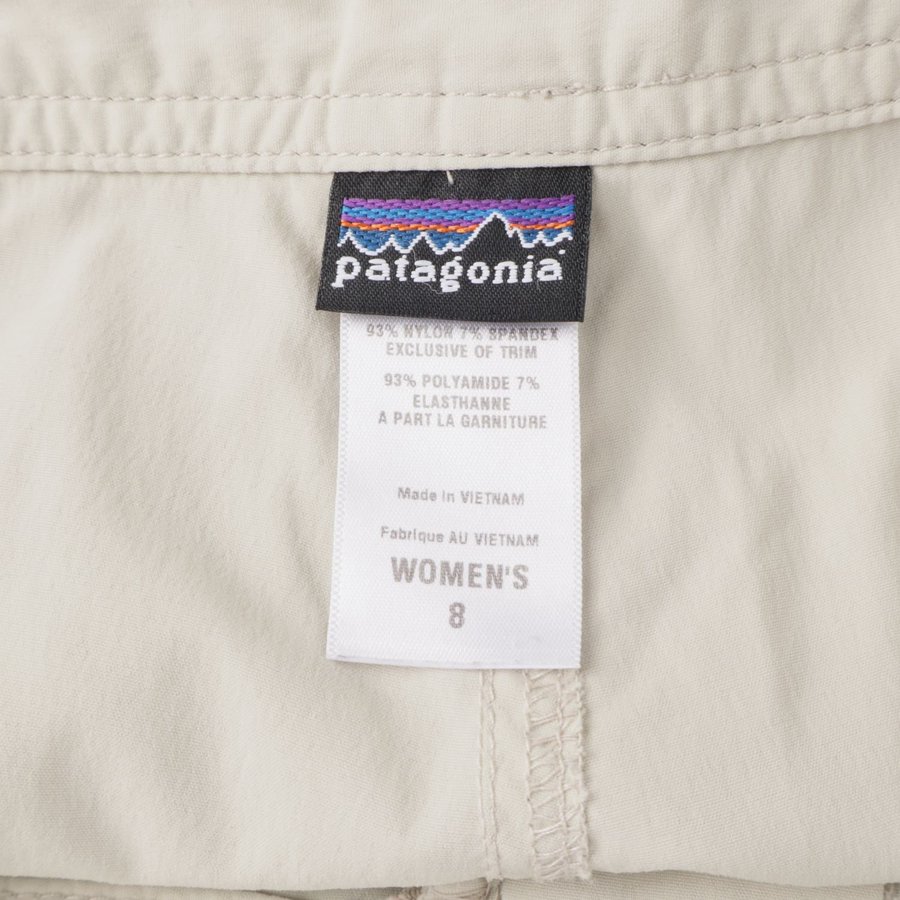 patagonia
93% NYLON 7% SPANDEX
EXCLUSIVE OF TRIM
93% POLYAMIDE 7%
ELASTHANNE
A PART LA GARNITURE
Made in VIETNAM
Fabrique AU VIETNAM
WOMEN'S
8